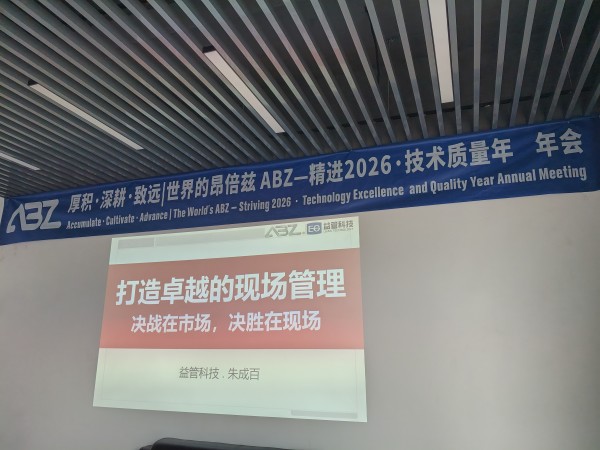 ABZ
厚积·深耕·致远|世界的昂倍兹 ABZ—精进2026·技术质量年 年会
Accumulate · Cultivate · Advance | The World's ABZ – Striving 2026 · Technology Excellence and Quality Year Annual Meeting
ABZ 益管科技
打造卓越的现场管理
决战在市场，决胜在现场
益管科技 . 朱成百